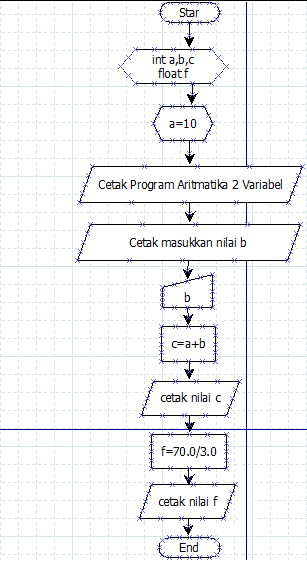 Star
int a,b,c
float f
a=10
Cetak Program Aritmatika 2 Variabel
Cetak masukkan nilai b
b
c=a+b
cetak nilai c
f=70.0/3.0
cetak nilai f
End